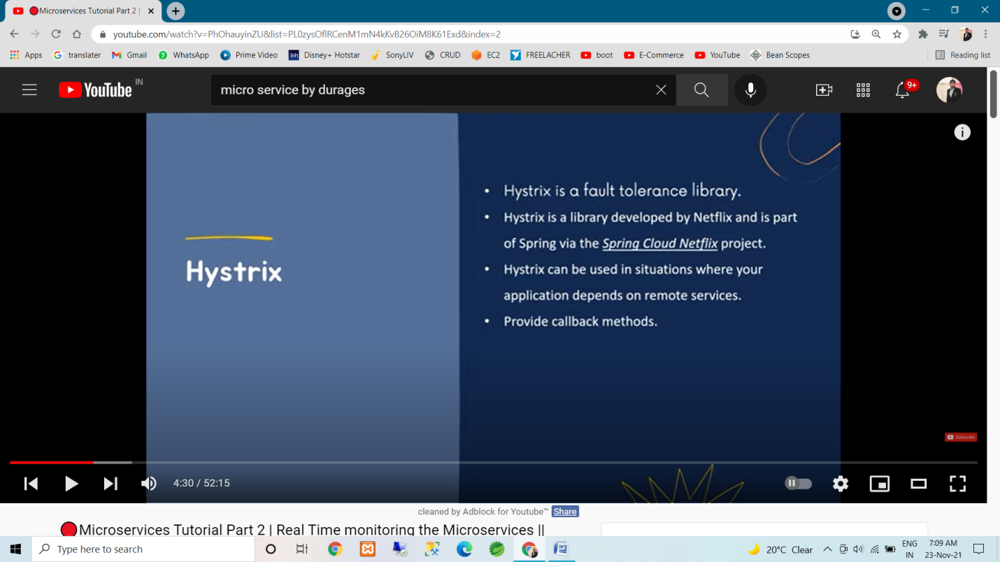 Microservices Tutorial Part 2 |
youtube.com/watch?v=PhOhauyinZU&list=PL0zysOflRCenM1mN4kKvB26OiM8K61Exd&index=2
Apps translater Gmail WhatsApp Prime Video Disney+ Hotstar SonyLIV CRUD EC2 FREELACHER boot E-Commerce YouTube Bean Scopes Reading list
YouTube IN micro service by durages 9+
• Hystrix is a fault tolerance library.
• Hystrix is a library developed by Netflix and is part
of Spring via the Spring Cloud Netflix project.
Hystrix
• Hystrix can be used in situations where your
application depends on remote services.
• Provide callback methods.
Subscribe
4:30 / 52:15
cleaned by Adblock for Youtube™ Share
Microservices Tutorial Part 2 | Real Time monitoring the Microservices ||
Type here to search 20°C Clear ENG IN 7:09 AM 23-Nov-21